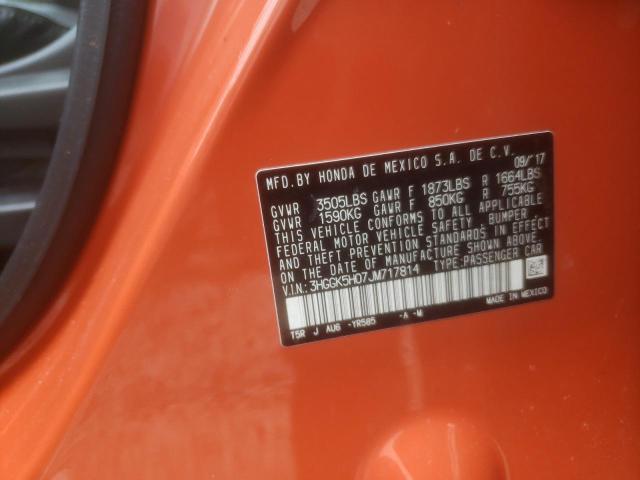 MFD.BY HONDA DE MEXICO S.A. DE C.V.
09/'17
GVWR 3505LBS GAWR F 1873LBS R 1664LBS
GVWR 1590KG GAWR F 850KG R 755KG
THIS VEHICLE CONFORMS TO ALL APPLICABLE
FEDERAL MOTOR VEHICLE SAFETY, BUMPER,
AND THEFT PREVENTION STANDARDS IN EFFECT
ON THE DATE OF MANUFACTURE SHOWN ABOVE.
V.I.N: 3HGGK5H07JM717814 TYPE:PASSENGER CAR
MADE IN MEXICO
T5R J AU6 -YR585 -A -M